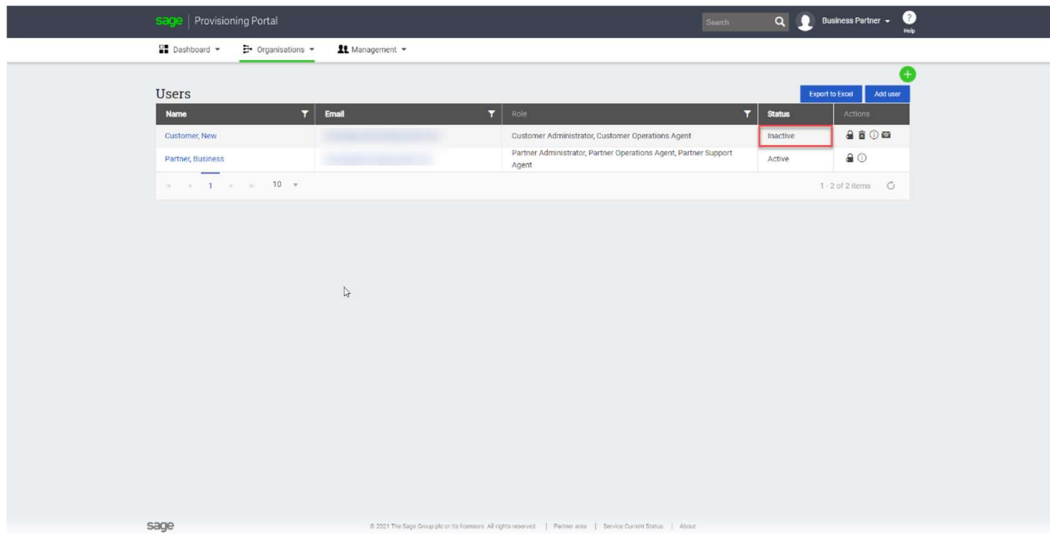 sage | Provisioning Portal
Search
Business Partner
? Help
Dashboard
Organisations
Management
+
Users
Export to Excel
Add user
Name
Email
Role
Status
Actions
Customer, New
Customer Administrator, Customer Operations Agent
Inactive
Partner, Business
Partner Administrator, Partner Operations Agent, Partner Support
Agent
Active
1
10
1 - 2 of 2 items
sage
© 2021 The Sage Group plc or its licensors. All rights reserved. | Partner area | Service Current Status | About